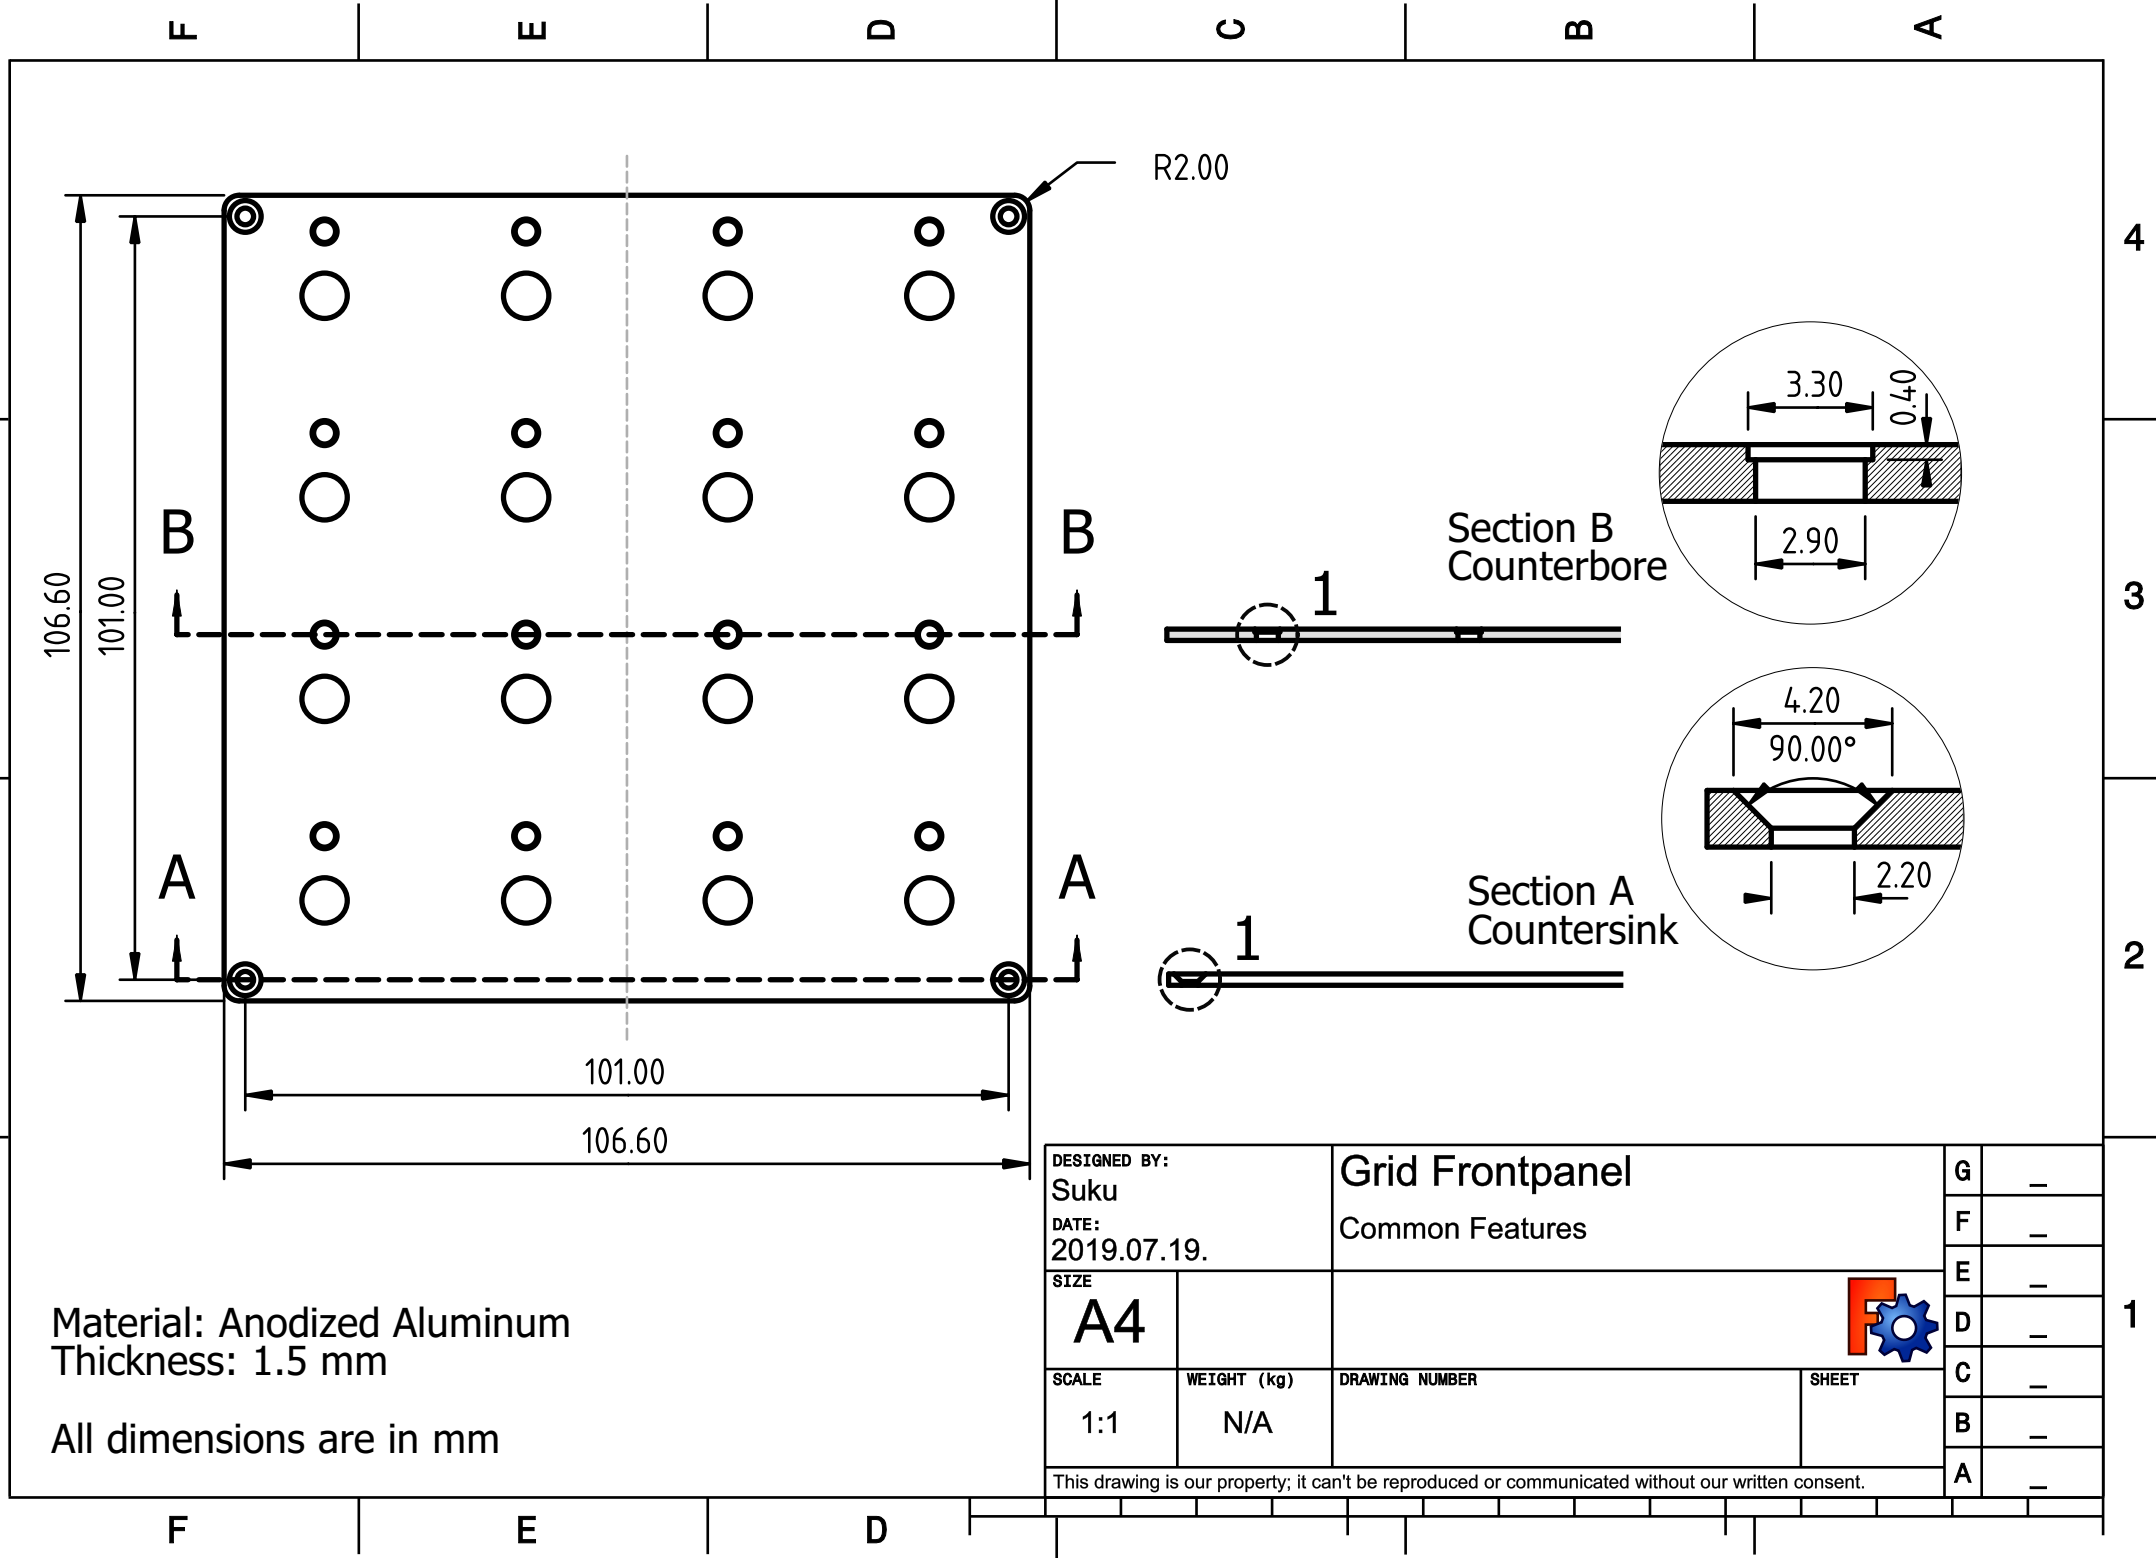 F E D C B A
R2.00
4
3.30
0.40
B B
Section B
Counterbore
2.90
106.60
101.00
1
3
4.20
90.00°
A A
Section A
Countersink
2.20
1
2
101.00
106.60
DESIGNED BY:
Suku
DATE:
2019.07.19.
Grid Frontpanel
Common Features
G _
F _
E _
D _
C _
B _
A _
SIZE
A4
1
SCALE
1:1
WEIGHT (kg)
N/A
DRAWING NUMBER
SHEET
This drawing is our property; it can't be reproduced or communicated without our written consent.
Material: Anodized Aluminum
Thickness: 1.5 mm
All dimensions are in mm
F E D